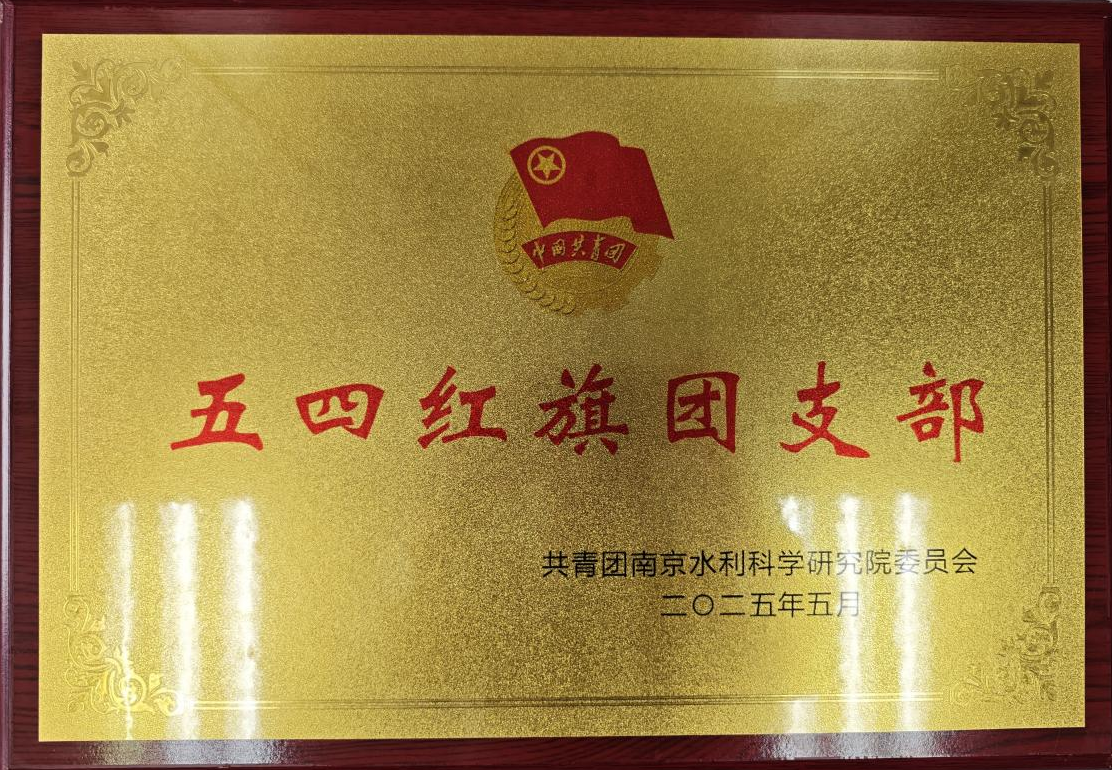 中国共青团
五四红旗团支部
共青团南京水利科学研究院委员会
二〇二五年五月